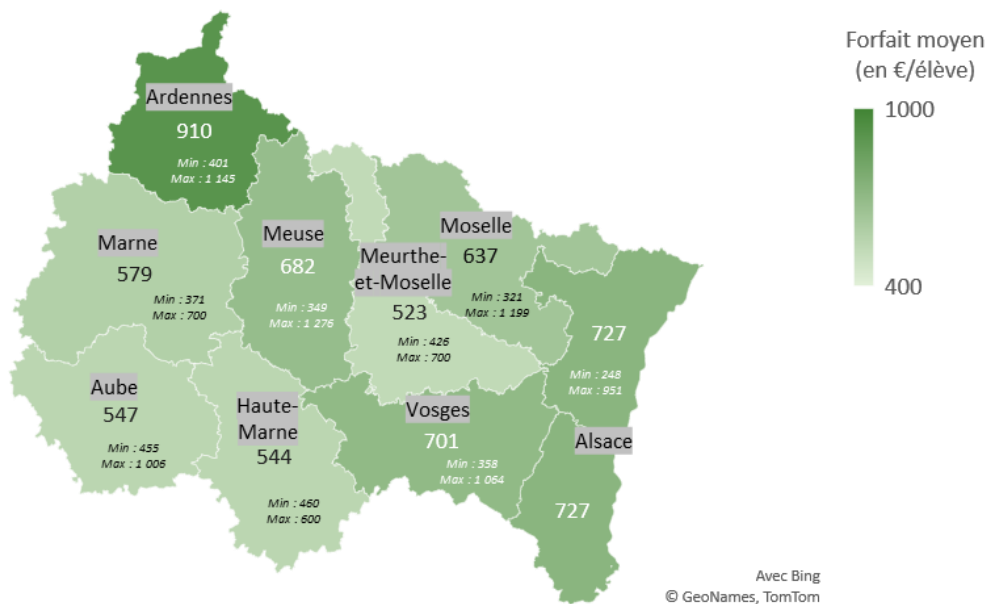 Forfait moyen
(en €/élève)
1000
400
Ardennes
910
Min : 401
Max : 1 145
Marne
579
Min : 371
Max : 700
Meuse
682
Min : 349
Max : 1 276
Meurthe-
et-Moselle
523
Min : 426
Max : 700
Moselle
637
Min : 321
Max : 1 199
727
Min : 248
Max : 951
Aube
547
Min : 455
Max : 1 006
Haute-
Marne
544
Min : 460
Max : 600
Vosges
701
Min : 358
Max : 1 064
Alsace
727
Avec Bing
© GeoNames, TomTom